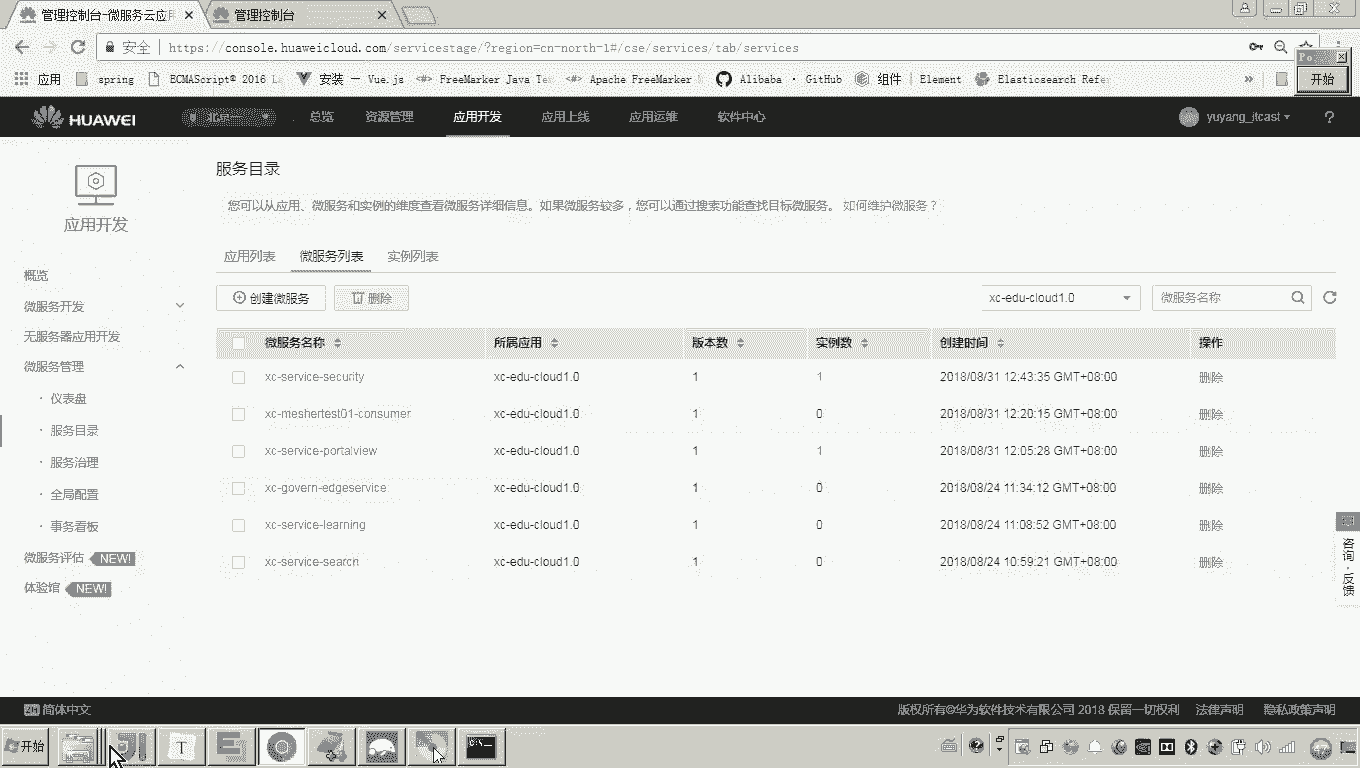 管理控制台-微服务云应用
管理控制台
安全 https://console.huaweicloud.com/servicestage/?region=cn-north-1#/cse/services/tab/services
应用 spring ECMAScript® 2016 La 安装 — Vue.js FreeMarker Java Tem Apache FreeMarker Alibaba · GitHub 组件 | Element Elasticsearch Refer »
开始
HUAWEI 北京一 总览 资源管理 应用开发 应用上线 应用运维 软件中心 yuyang_itcast ?
应用开发
概览
微服务开发
无服务器应用开发
微服务管理
· 仪表盘
· 服务目录
· 服务治理
· 全局配置
· 事务看板
微服务评估 NEW!
体验馆 NEW!
服务目录
您可以从应用、微服务和实例的维度查看微服务详细信息。如果微服务较多，您可以通过搜索功能查找目标微服务。 如何维护微服务？
应用列表 微服务列表 实例列表
创建微服务 删除 xc-edu-cloud1.0 微服务名称
微服务名称 所属应用 版本数 实例数 创建时间 操作
xc-service-security xc-edu-cloud1.0 1 1 2018/08/31 12:43:35 GMT+08:00 删除
xc-meshertest01-consumer xc-edu-cloud1.0 1 0 2018/08/31 12:20:15 GMT+08:00 删除
xc-service-portalview xc-edu-cloud1.0 1 1 2018/08/31 12:05:28 GMT+08:00 删除
xc-govern-edgeservice xc-edu-cloud1.0 1 0 2018/08/24 11:34:12 GMT+08:00 删除
xc-service-learning xc-edu-cloud1.0 1 0 2018/08/24 11:08:52 GMT+08:00 删除
xc-service-search xc-edu-cloud1.0 1 0 2018/08/24 10:59:21 GMT+08:00 删除
咨询·反馈
简体中文 版权所有©华为软件技术有限公司 2018 保留一切权利 法律声明 隐私政策声明
开始